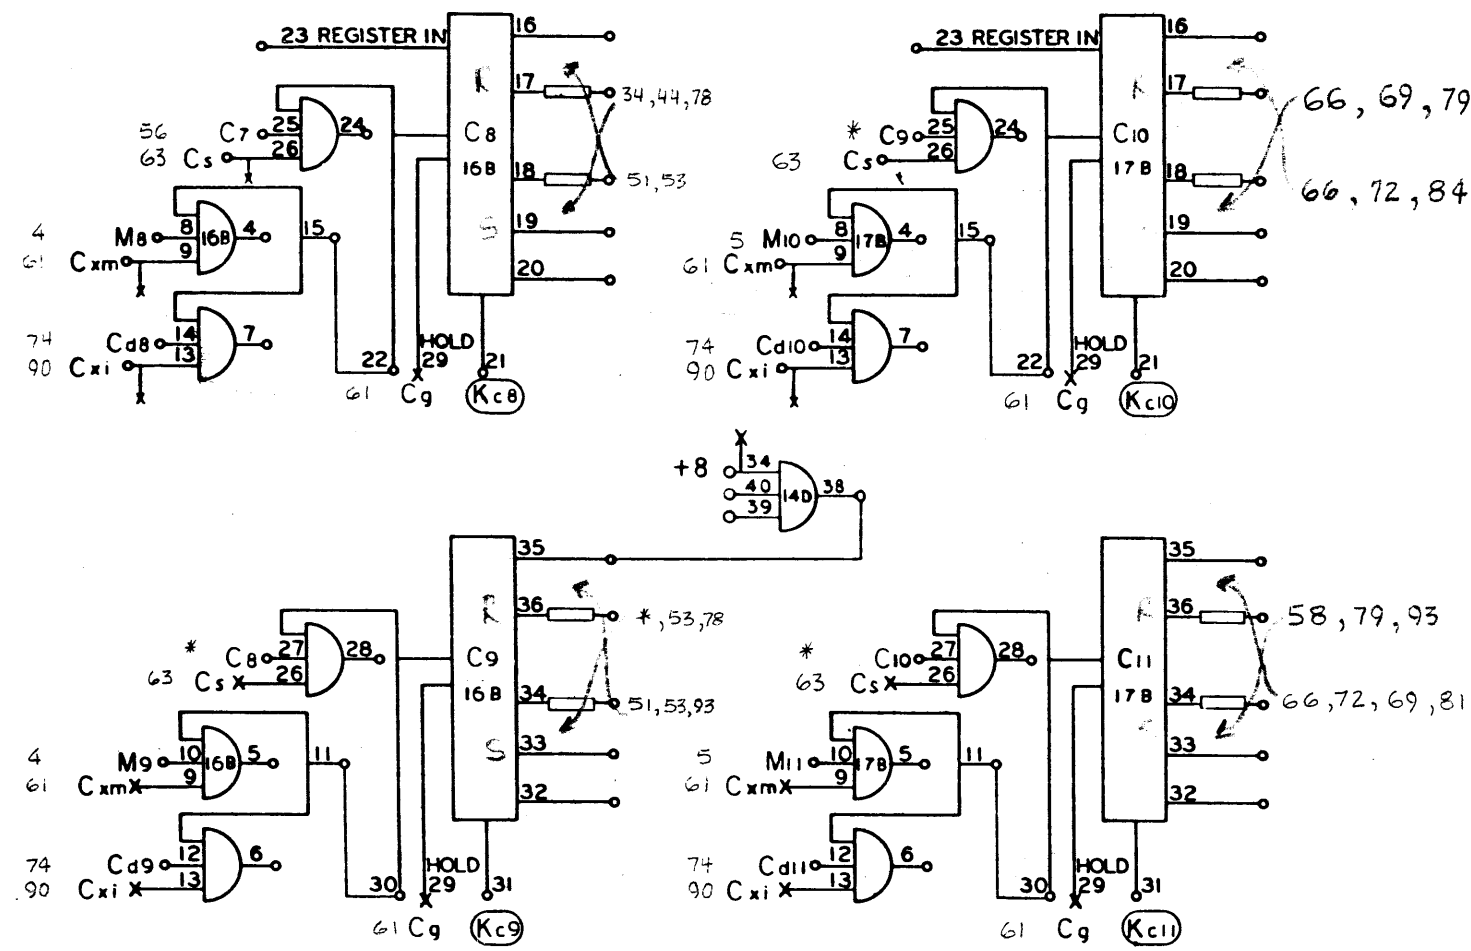 16
23 REGISTER IN
R
17
34, 44, 78
56
C7
25
24
C8
63
Cs
26
16B
18
51, 53
4
M8
8
16B
4
15
19
S
61
Cxm
9
20
74
Cd8
14
7
HOLD
90
Cxi
13
22
29
21
61
Cg
Kc8
16
23 REGISTER IN
17
66, 69, 79
*
C9
25
24
C10
63
Cs
26
17B
18
66, 72, 84
5
M10
8
17B
4
15
19
61
Cxm
9
20
74
Cd10
14
7
HOLD
90
Cxi
13
22
29
21
61
Cg
Kc10
+8
34
40
14D
38
39
35
R
36
*, 53, 78
*
C8
27
28
C9
63
Cs
26
16B
34
51, 53, 93
4
M9
10
16B
5
11
S
33
61
Cxm
9
32
74
Cd9
12
6
HOLD
90
Cxi
13
30
29
31
61
Cg
Kc9
35
R
36
58, 79, 93
*
C10
27
28
C11
63
Cs
26
17B
34
66, 72, 69, 81
5
M11
10
17B
5
11
33
61
Cxm
9
32
74
Cd11
12
6
HOLD
90
Cxi
13
30
29
31
61
Cg
Kc11